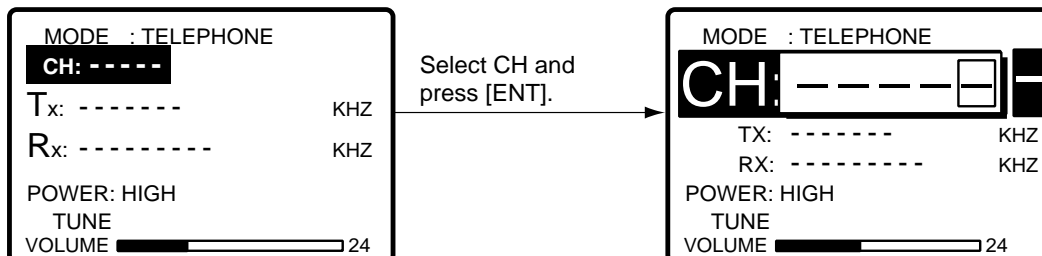 MODE : TELEPHONE
CH: - - - - -
Tx: - - - - - - - KHZ
Rx: - - - - - - - - - KHZ
POWER: HIGH
TUNE
VOLUME 24
Select CH and
press [ENT].
MODE : TELEPHONE
CH: - - - - -
TX: - - - - - - - KHZ
RX: - - - - - - - - - KHZ
POWER: HIGH
TUNE
VOLUME 24